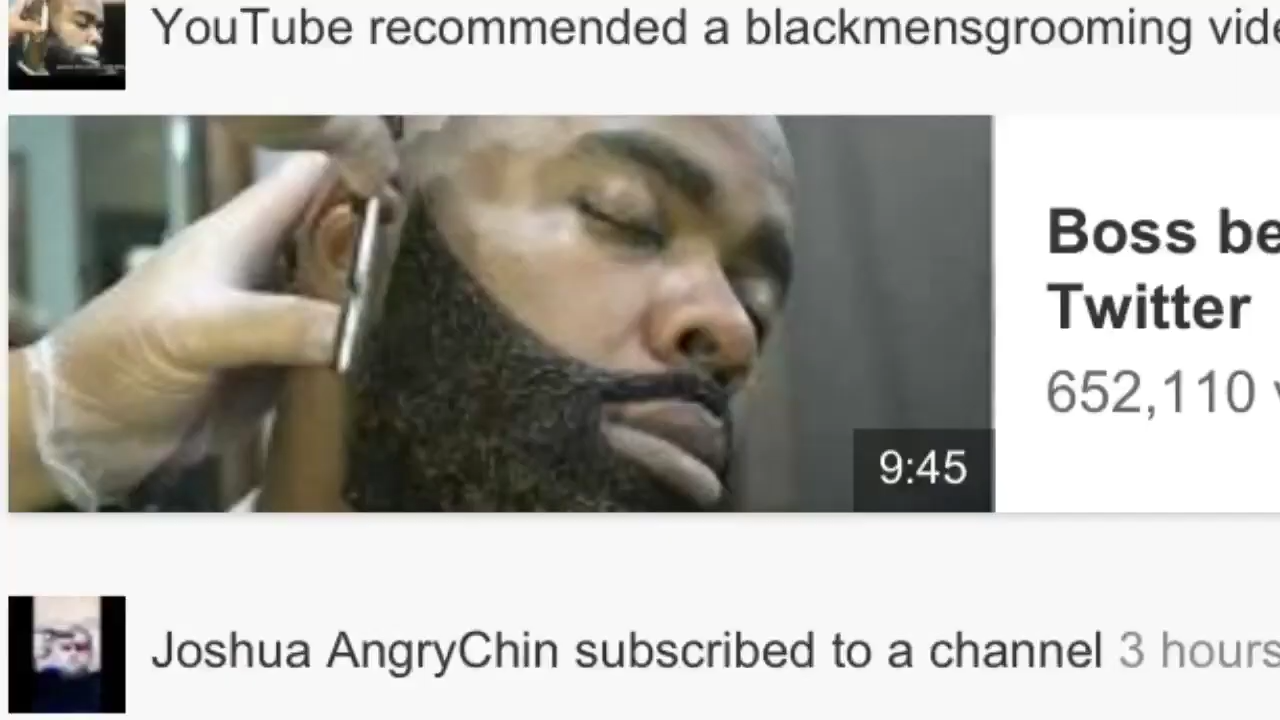 YouTube recommended a blackmensgrooming vide
Boss be
Twitter
652,110
9:45
Joshua AngryChin subscribed to a channel 3 hours